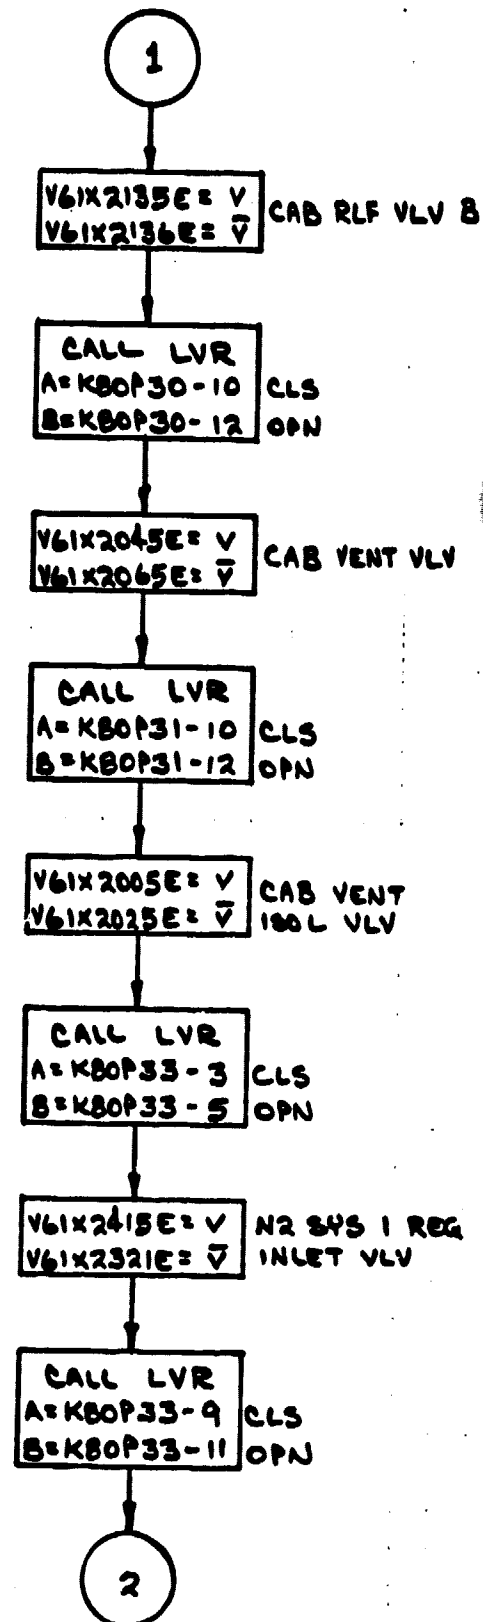 1
V61X2135E= V
V61X2136E= V̄
CAB RLF VLV B
CALL LVR
A=K80P30-10 CLS
B=K80P30-12 OPN
V61X2045E= V
V61X2065E= V̄
CAB VENT VLV
CALL LVR
A=K80P31-10 CLS
B=K80P31-12 OPN
V61X2005E= V
V61X2025E= V̄
CAB VENT
ISOL VLV
CALL LVR
A=K80P33-3 CLS
B=K80P33-5 OPN
V61X2415E= V
V61X2321E= V̄
N2 SYS 1 REG
INLET VLV
CALL LVR
A=K80P33-9 CLS
B=K80P33-11 OPN
2